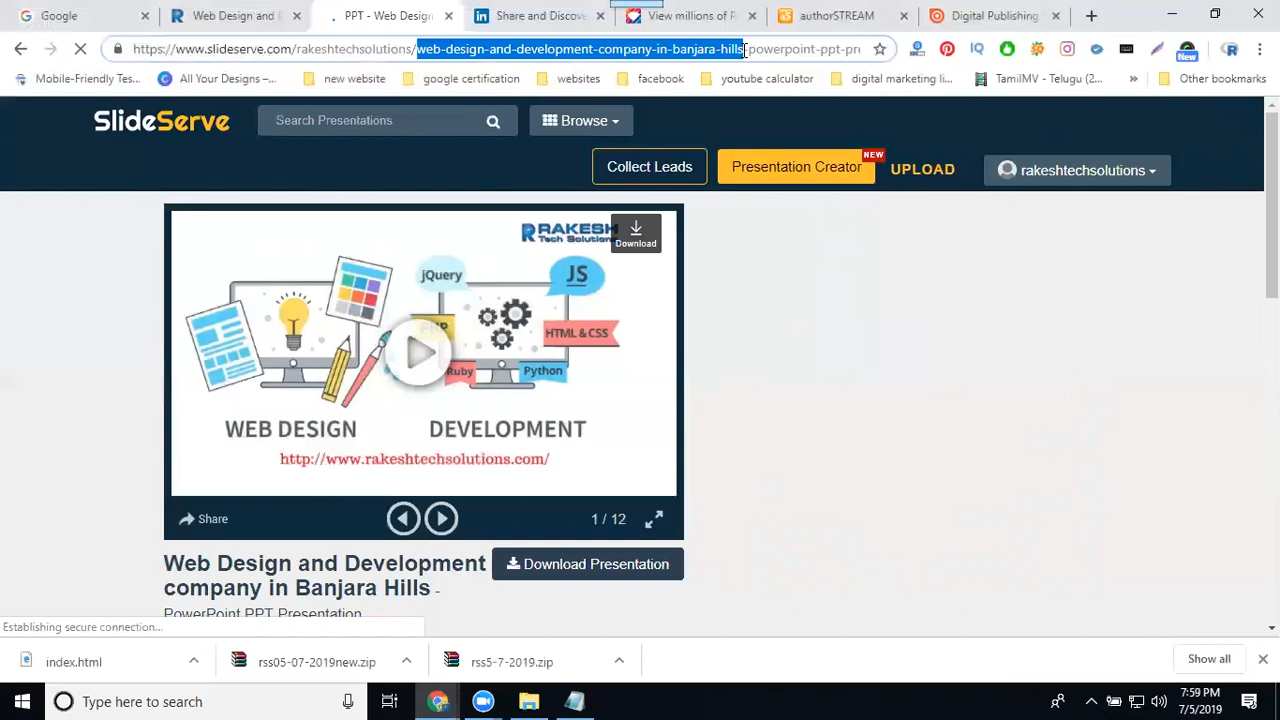 Google
Web Design and D
PPT - Web Design
Share and Discov
View millions of R
authorSTREAM
Digital Publishing
https://www.slideserve.com/rakeshtechsolutions/web-design-and-development-company-in-banjara-hills-powerpoint-ppt-pre
New
Mobile-Friendly Tes
All Your Designs –
new website
google certification
websites
facebook
youtube calculator
digital marketing li
TamilMV - Telugu (2
»
Other bookmarks
SlideServe
Search Presentations
Browse
Collect Leads
Presentation Creator
NEW
UPLOAD
rakeshtechsolutions
RAKESH
Tech Solutions
Download
jQuery
JS
PHP
HTML & CSS
Ruby
Python
WEB DESIGN
DEVELOPMENT
http://www.rakeshtechsolutions.com/
Share
1 / 12
Web Design and Development
company in Banjara Hills -
Download Presentation
PowerPoint PPT Presentation
Establishing secure connection...
index.html
rss05-07-2019new.zip
rss5-7-2019.zip
Show all
Type here to search
7:59 PM
7/5/2019